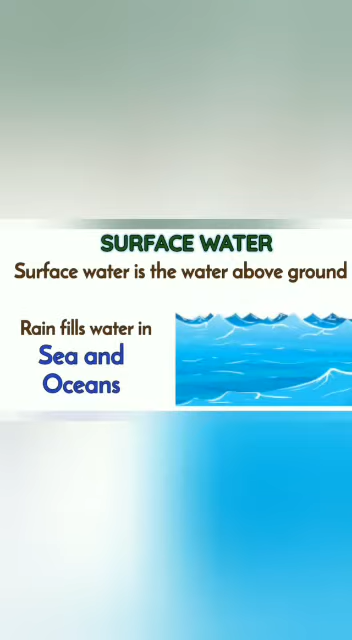 SURFACE WATER
Surface water is the water above ground
Rain fills water in
Sea and
Oceans